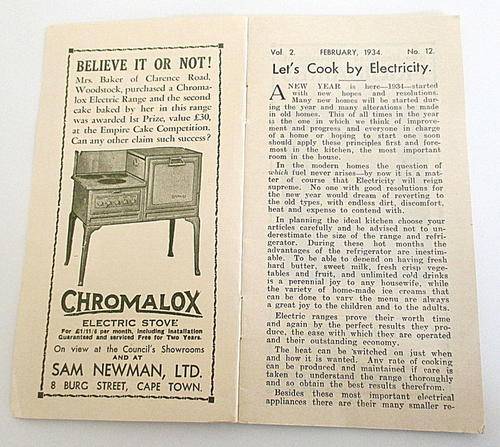 BELIEVE IT OR NOT!
Mrs. Baker of Clarence Road,
Woodstock, purchased a Chroma-
lox Electric Range and the second
cake baked by her in this range
was awarded 1st Prize, value £30,
at the Empire Cake Competition.
Can any other claim such success?
CHROMALOX
ELECTRIC STOVE
For £1/11/6 per month, including Installation
Guaranteed and serviced Free for Two Years.
On view at the Council's Showrooms
AND AT
SAM NEWMAN, LTD.
8 BURG STREET, CAPE TOWN.
Vol. 2. FEBRUARY, 1934. No. 12.
Let's Cook by Electricity.
A NEW YEAR is here—1934—started
with new hopes and resolutions.
Many new homes will be started dur-
ing the year and many alterations be made
in old homes. This of all times in the year
is the one in which we think of improve-
ment and progress and everyone in charge
of a home or hoping to start one soon
should apply these principles first and fore-
most in the kitchen, the most important
room in the house.
In the modern homes the question of
which fuel never arises—by now it is a mat-
ter of course that Electricity will reign
supreme. No one with good resolutions for
the new year would dream of reverting to
the old types, with endless dirt, discomfort,
heat and expense to contend with.
In planning the ideal kitchen choose your
articles carefully and be advised not to un-
derestimate the size of the range and refri-
gerator. During these hot months the
advantages of the refrigerator are inestim-
able. To be able to depend on having fresh
hard butter, sweet milk, fresh crisp vege-
tables and fruit, and unlimited cold drinks
is a perennial joy to any housewife, while
the variety of home-made ice creams that
can be done to vary the menu are always
a great joy to the children and to the adults.
Electric ranges prove their worth time
and again by the perfect results they pro-
duce, the ease with which they are operated
and their outstanding economy.
The heat can be switched on just when
and how it is wanted. Any rate of cooking
can be produced and maintained if care is
taken to understand the range thoroughly
and so obtain the best results therefrom.
Besides these most important electrical
appliances there are their many smaller re-